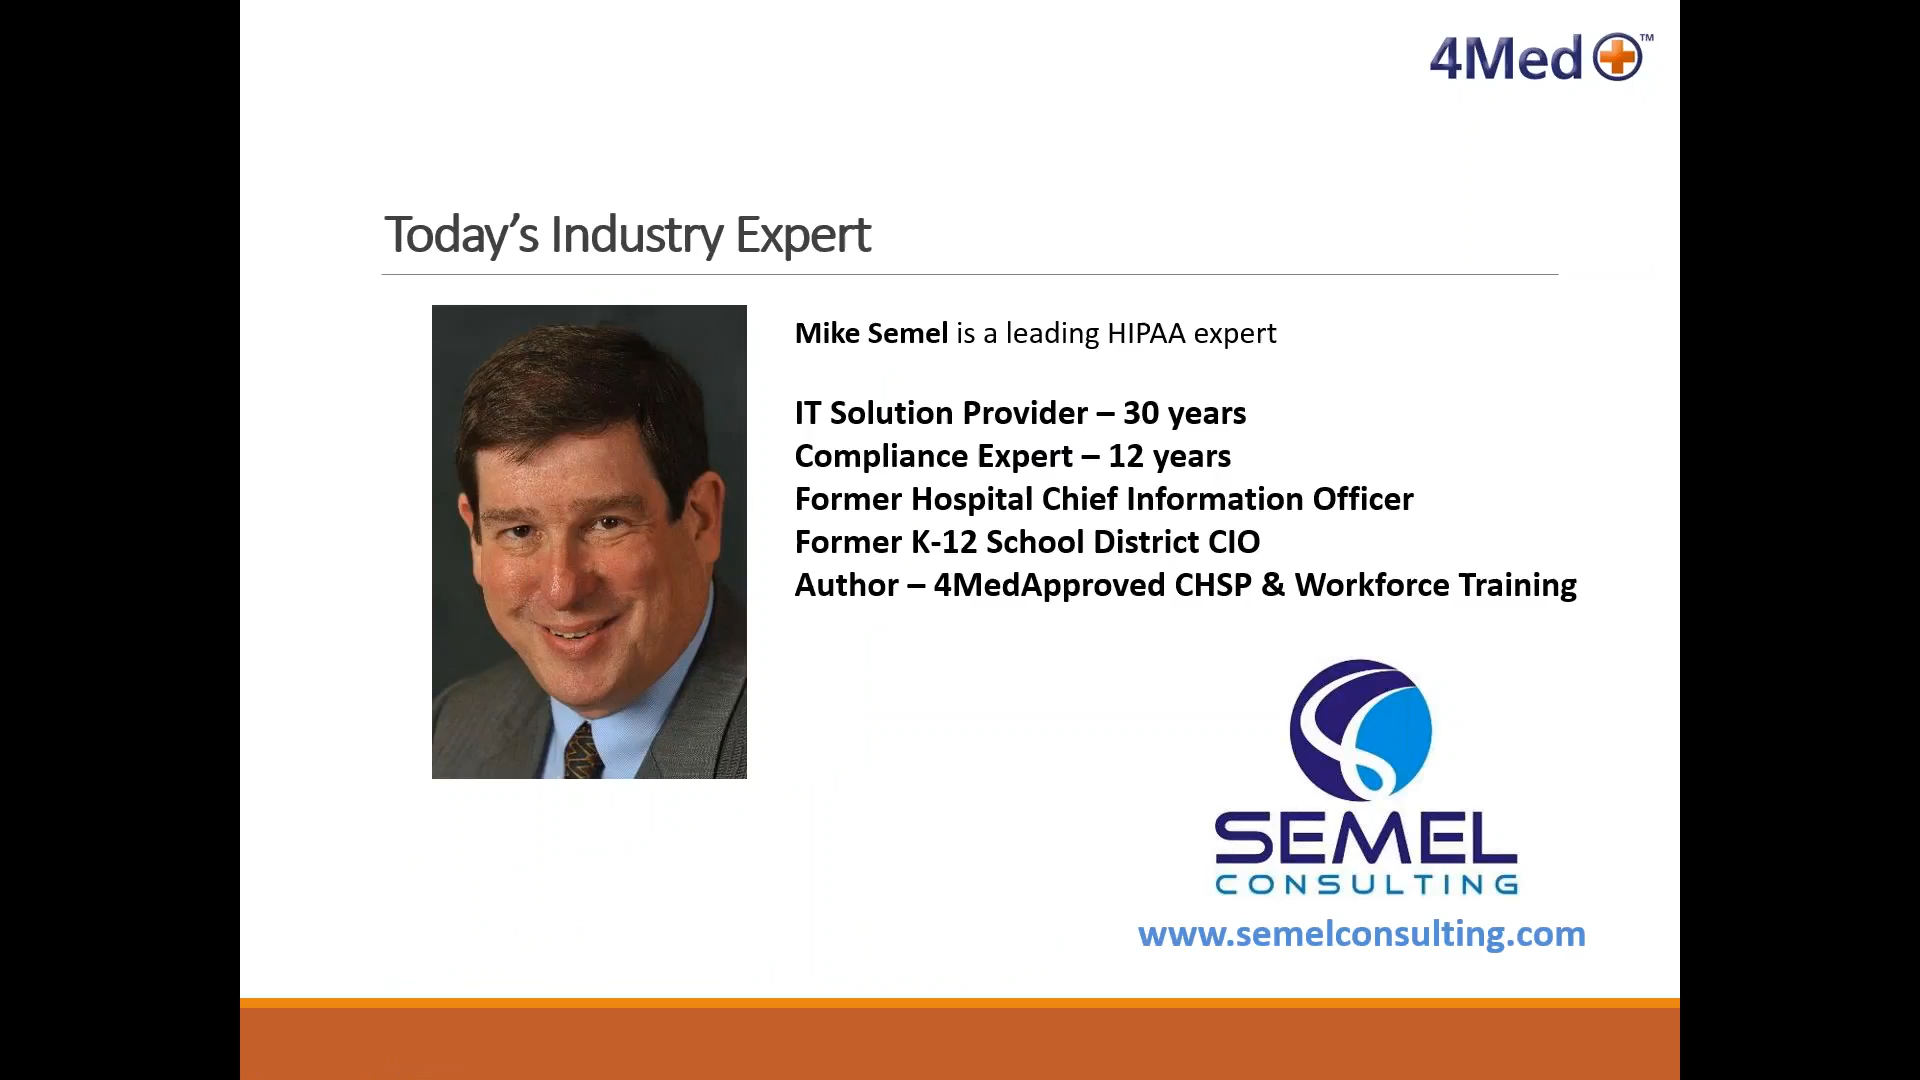 4Med ™
Today’s Industry Expert
Mike Semel is a leading HIPAA expert
IT Solution Provider – 30 years
Compliance Expert – 12 years
Former Hospital Chief Information Officer
Former K-12 School District CIO
Author – 4MedApproved CHSP & Workforce Training
SEMEL
CONSULTING
www.semelconsulting.com